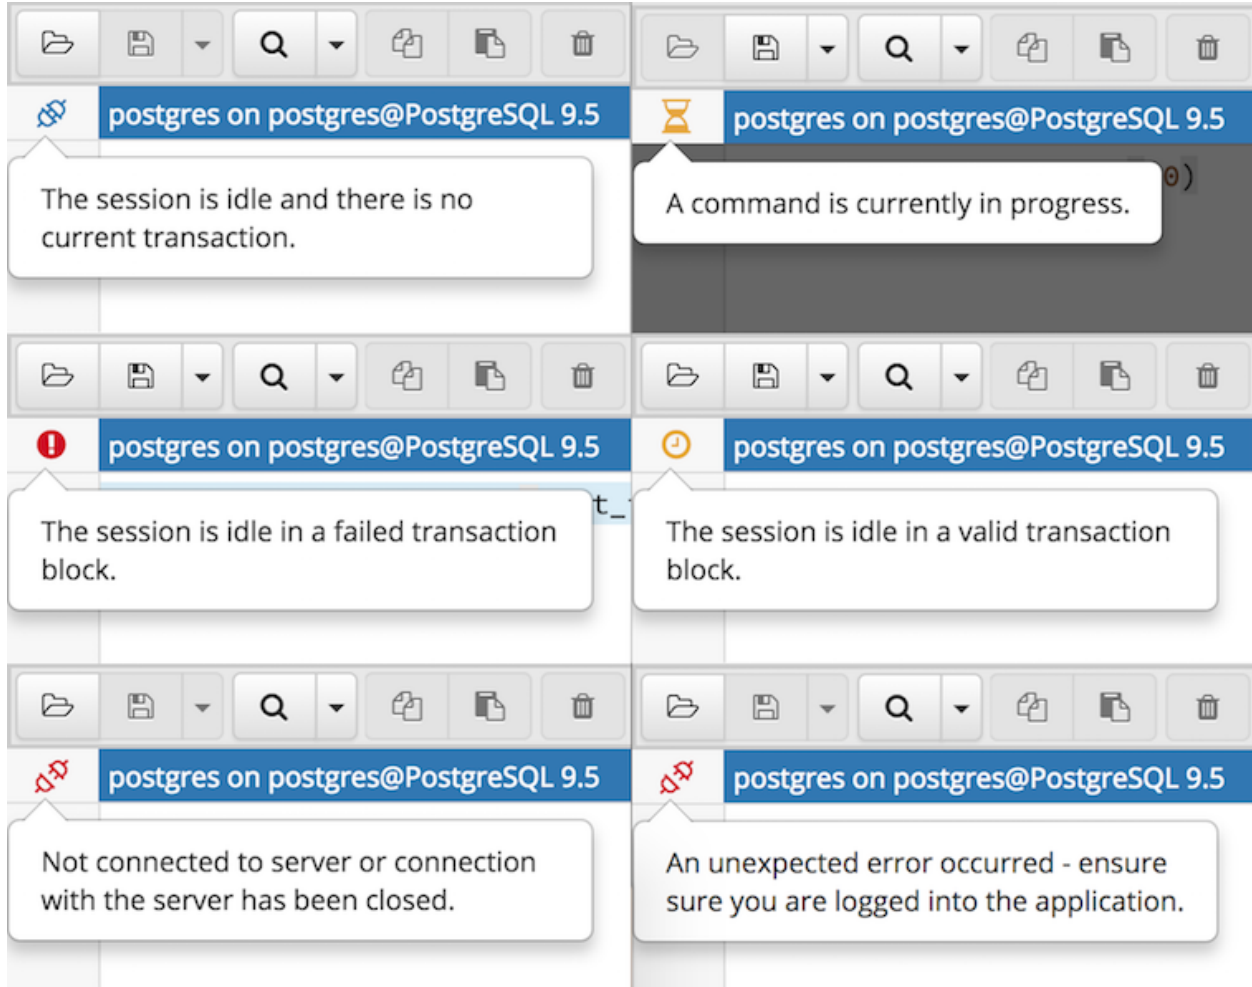 postgres on postgres@PostgreSQL 9.5
The session is idle and there is no
current transaction.
postgres on postgres@PostgreSQL 9.5
0)
A command is currently in progress.
postgres on postgres@PostgreSQL 9.5
t_
The session is idle in a failed transaction
block.
postgres on postgres@PostgreSQL 9.5
The session is idle in a valid transaction
block.
postgres on postgres@PostgreSQL 9.5
Not connected to server or connection
with the server has been closed.
postgres on postgres@PostgreSQL 9.5
An unexpected error occurred - ensure
sure you are logged into the application.